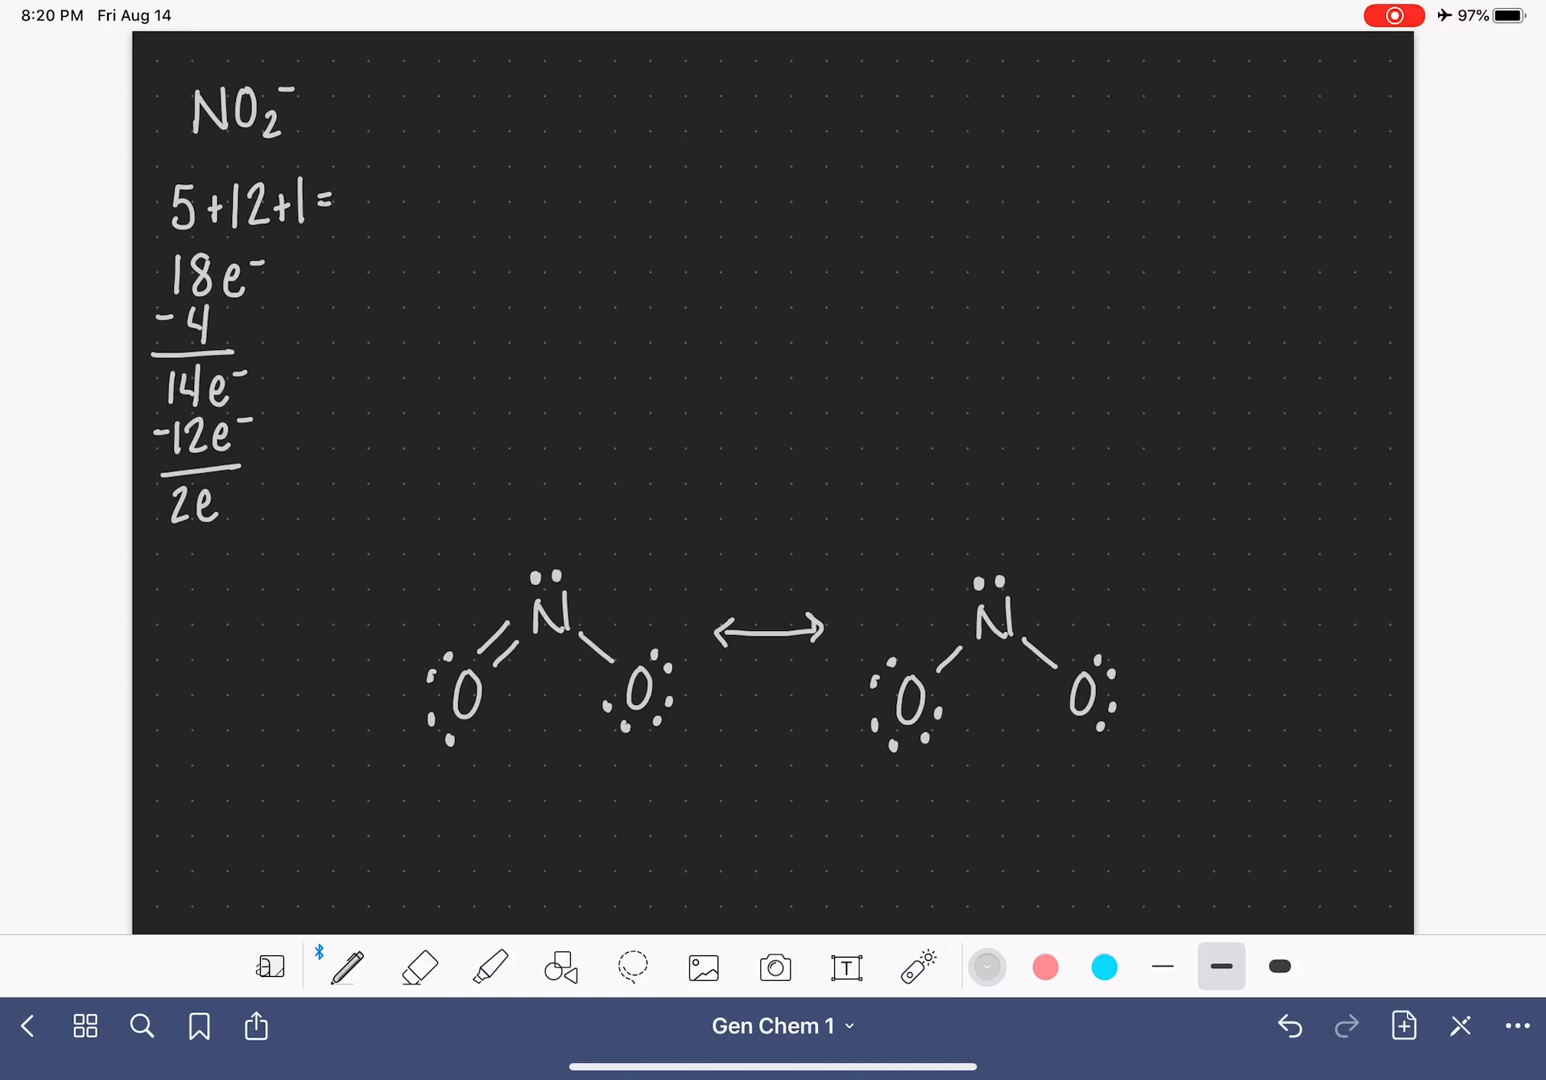 8:20 PM Fri Aug 14
97%
NO₂⁻
5+12+1=
18e⁻
-4
14e⁻
-12e⁻
2e
N N
O O O O
T
Gen Chem 1